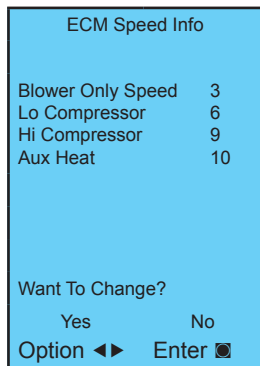 ECM Speed Info
Blower Only Speed 3
Lo Compressor 6
Hi Compressor 9
Aux Heat 10
Want To Change?
Yes No
Option ◄► Enter ◙